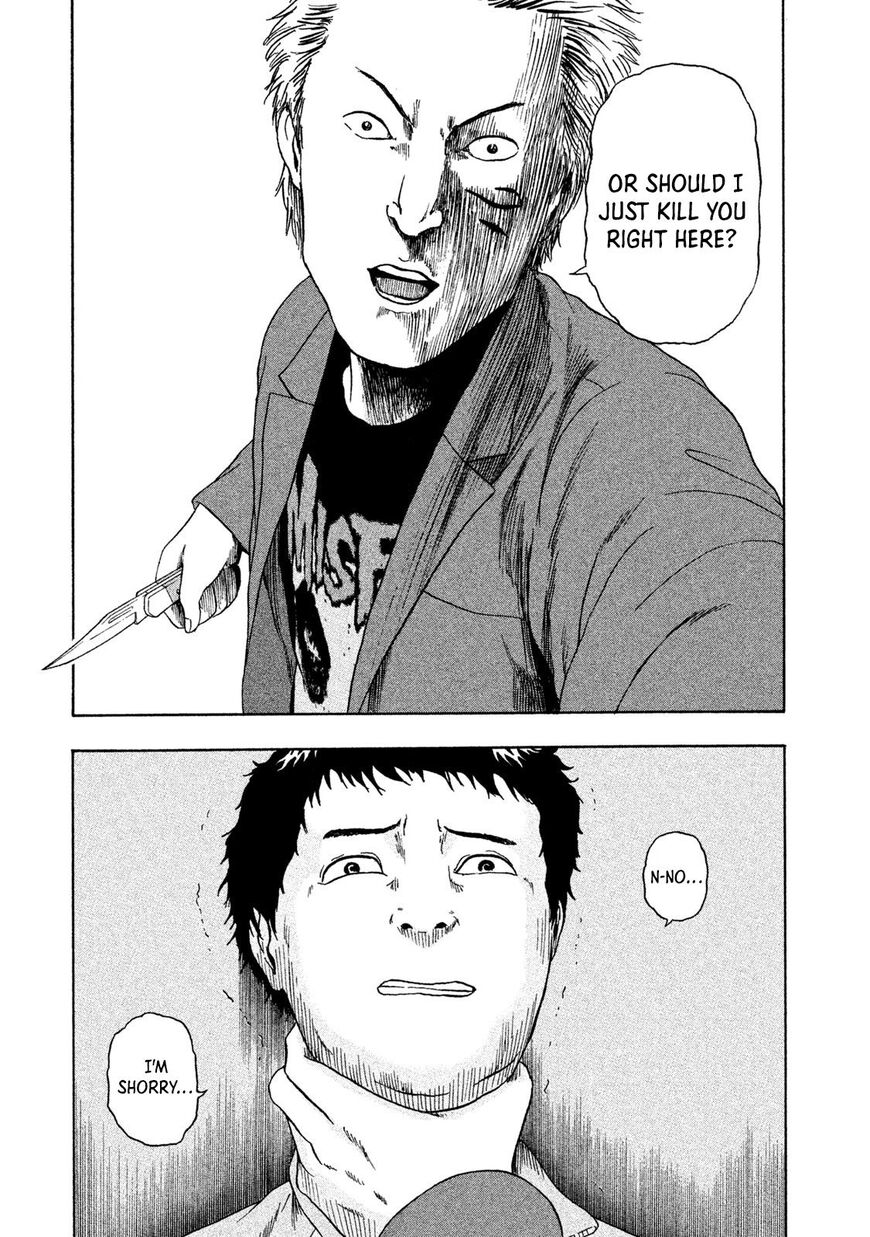 OR SHOULD I
JUST KILL YOU
RIGHT HERE?
N-NO...
I'M
SHORRY...